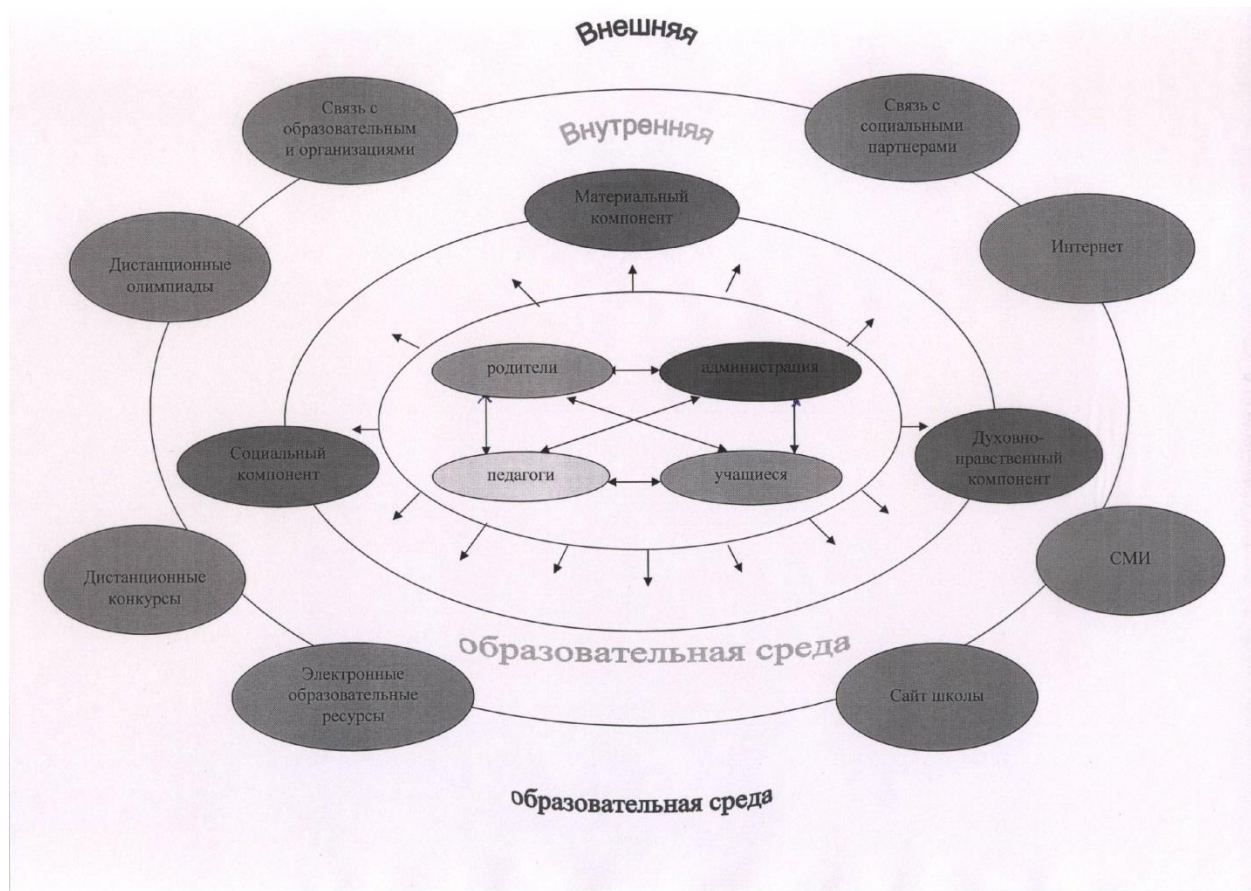 Внешняя
Связь с
образовательным
и организациями
Связь с
социальными
партнерами
Внутренняя
Материальный
компонент
Дистанционные
олимпиады
Интернет
родители
администрация
Социальный
компонент
педагоги
учащиеся
Духовно-
нравственный
компонент
Дистанционные
конкурсы
СМИ
образовательная среда
Электронные
образовательные
ресурсы
Сайт школы
образовательная среда